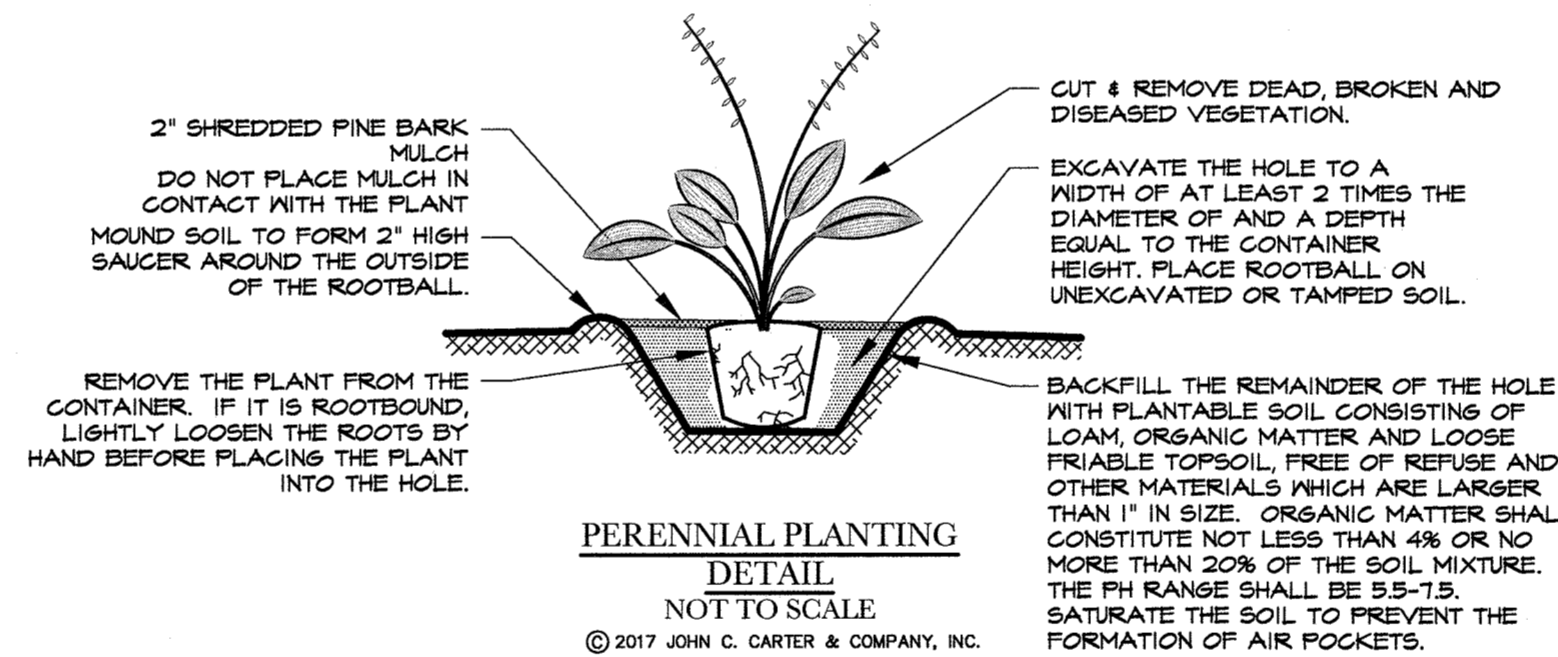 2" SHREDDED PINE BARK
MULCH
DO NOT PLACE MULCH IN
CONTACT WITH THE PLANT
MOUND SOIL TO FORM 2" HIGH
SAUCER AROUND THE OUTSIDE
OF THE ROOTBALL.
REMOVE THE PLANT FROM THE
CONTAINER. IF IT IS ROOTBOUND,
LIGHTLY LOOSEN THE ROOTS BY
HAND BEFORE PLACING THE PLANT
INTO THE HOLE.
CUT & REMOVE DEAD, BROKEN AND
DISEASED VEGETATION.
EXCAVATE THE HOLE TO A
WIDTH OF AT LEAST 2 TIMES THE
DIAMETER OF AND A DEPTH
EQUAL TO THE CONTAINER
HEIGHT. PLACE ROOTBALL ON
UNEXCAVATED OR TAMPED SOIL.
BACKFILL THE REMAINDER OF THE HOLE
WITH PLANTABLE SOIL CONSISTING OF
LOAM, ORGANIC MATTER AND LOOSE
FRIABLE TOPSOIL, FREE OF REFUSE AND
OTHER MATERIALS WHICH ARE LARGER
THAN 1" IN SIZE. ORGANIC MATTER SHAL
CONSTITUTE NOT LESS THAN 4% OR NO
MORE THAN 20% OF THE SOIL MIXTURE.
THE PH RANGE SHALL BE 5.5-7.5.
SATURATE THE SOIL TO PREVENT THE
FORMATION OF AIR POCKETS.
PERENNIAL PLANTING
DETAIL
NOT TO SCALE
© 2017 JOHN C. CARTER & COMPANY, INC.